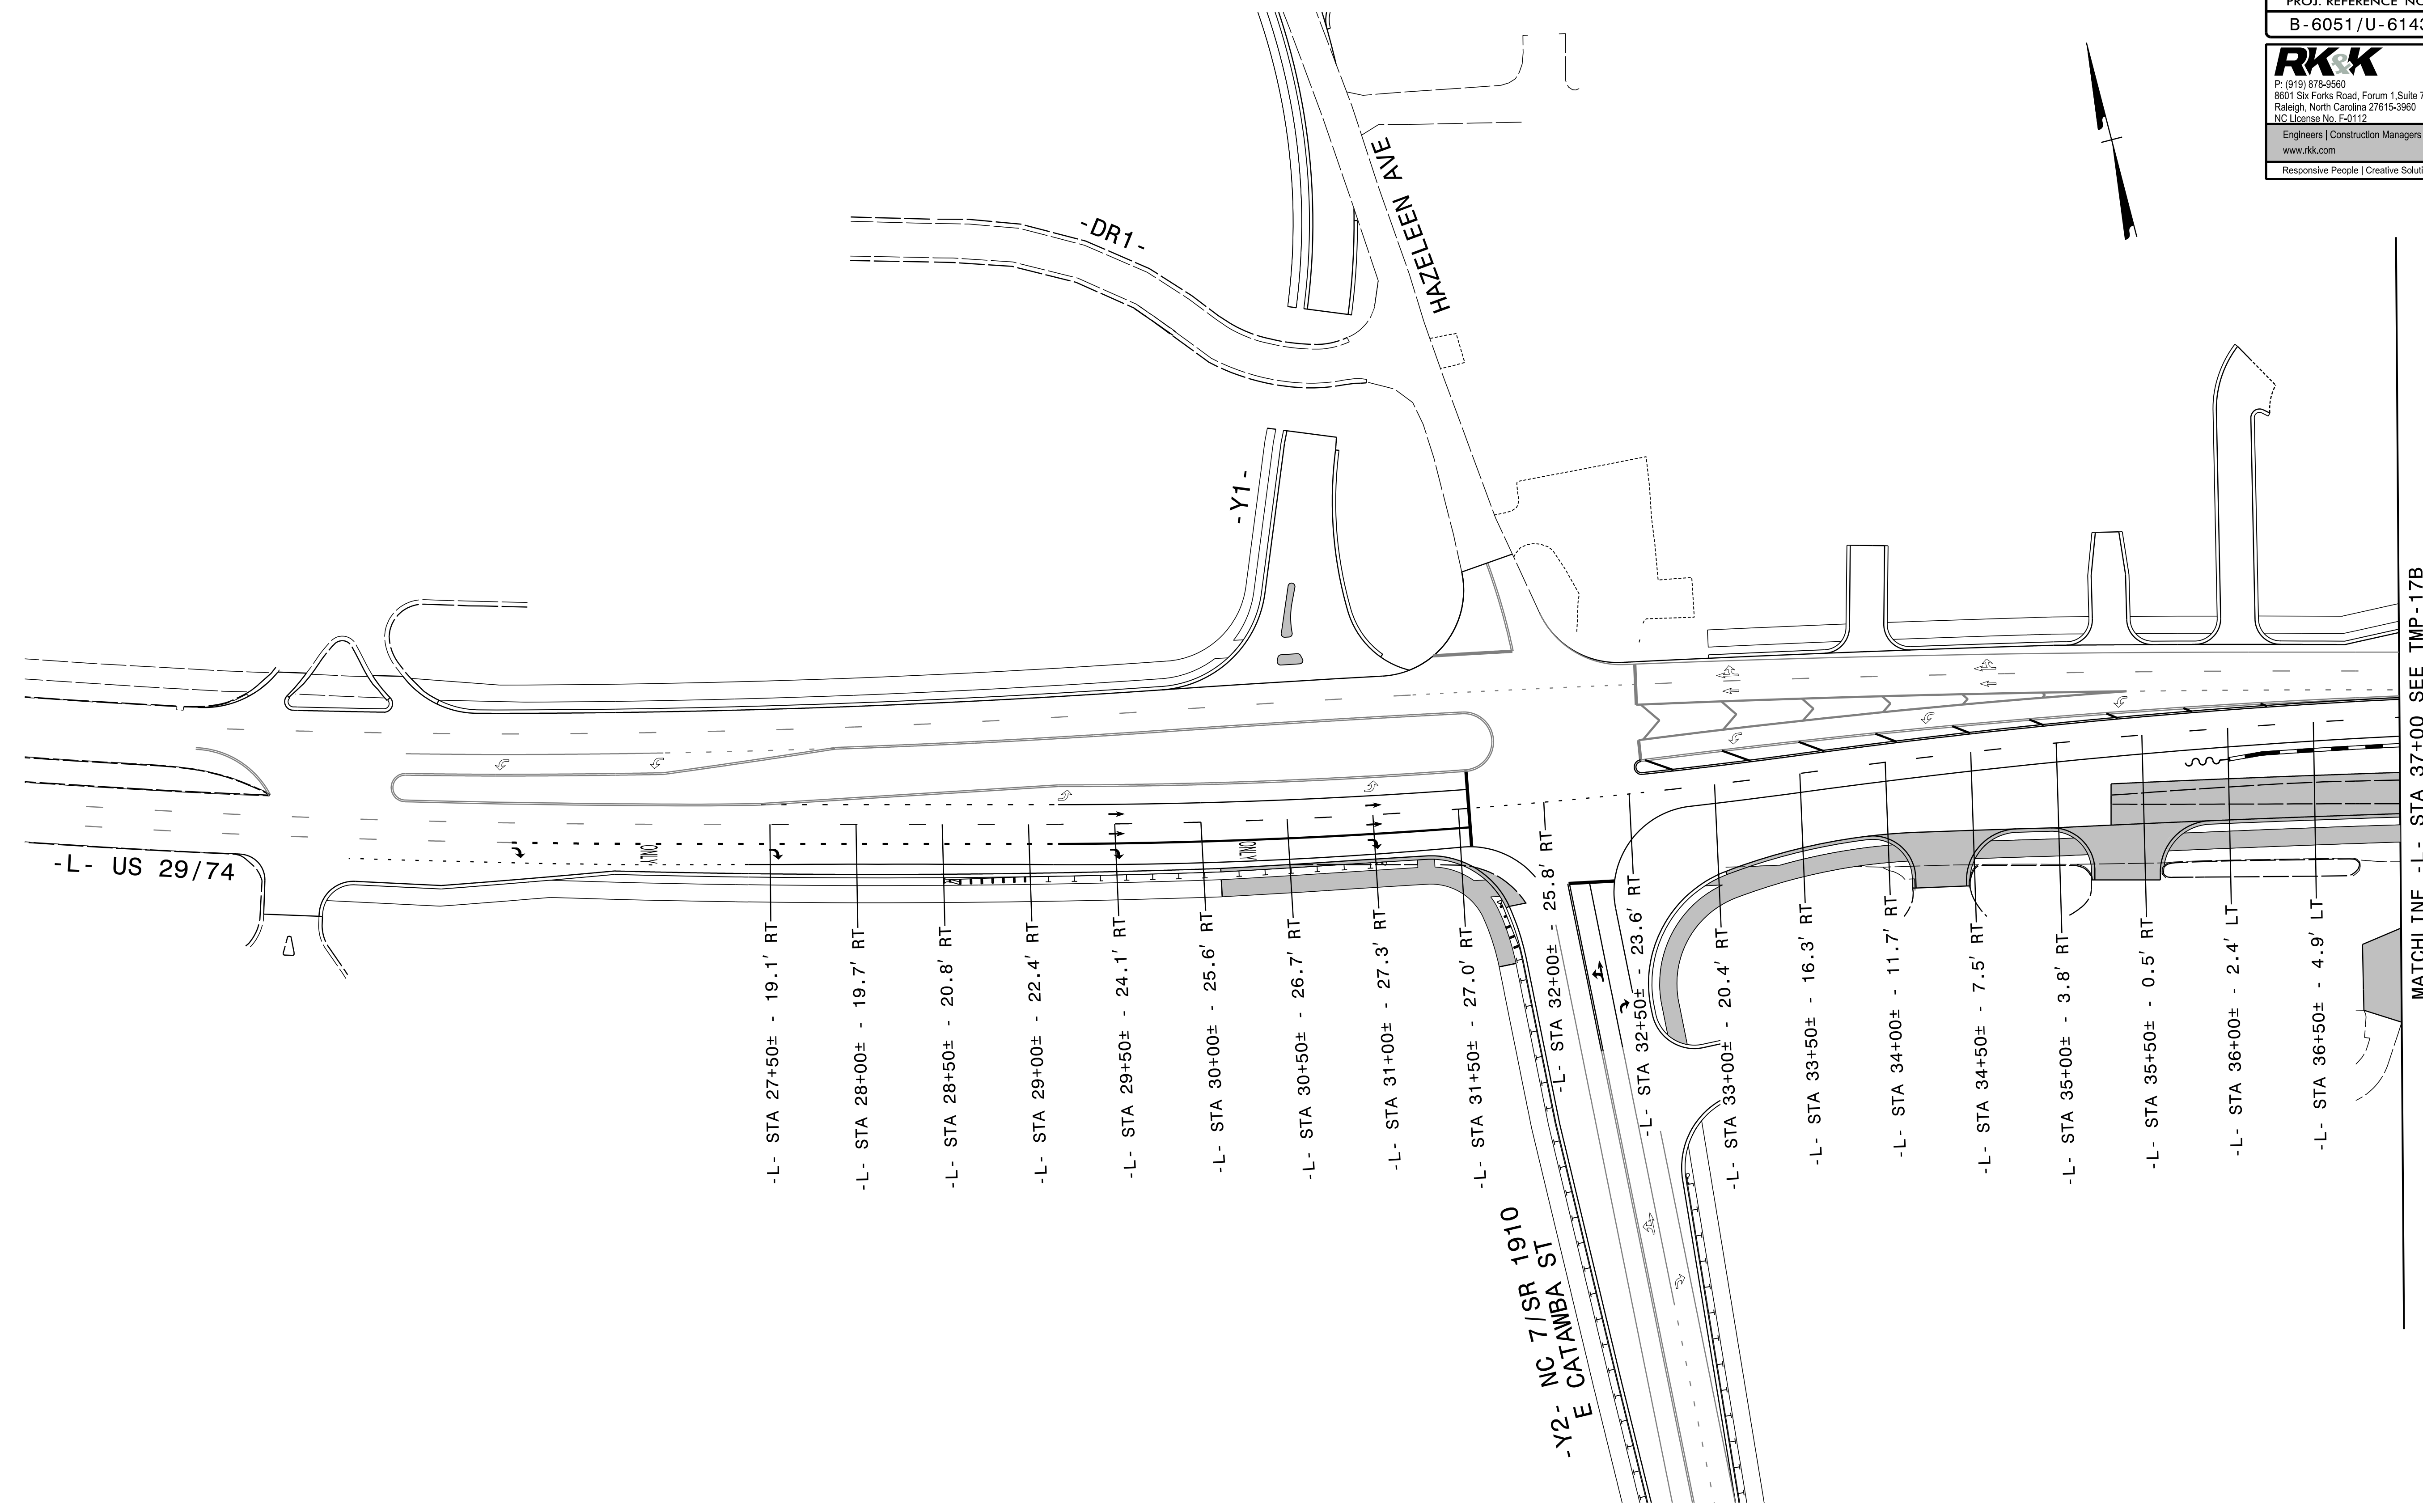 PROJ. REFERENCE NO
B-6051/U-6143
RK&K
P: (919) 878-9560
8601 Six Forks Road, Forum 1,Suite 7
Raleigh, North Carolina 27615-3960
NC License No. F-0112
Engineers | Construction Managers
www.rkk.com
Responsive People | Creative Soluti
HAZELEEN AVE
-DR1-
-Y1-
MATCHLINE -L- STA 37+00 SEE TMP-17B
-L- US 29/74
ONLY
ONLY
-L- STA 27+50± - 19.1' RT
-L- STA 28+00± - 19.7' RT
-L- STA 28+50± - 20.8' RT
-L- STA 29+00± - 22.4' RT
-L- STA 29+50± - 24.1' RT
-L- STA 30+00± - 25.6' RT
-L- STA 30+50± - 26.7' RT
-L- STA 31+00± - 27.3' RT
-L- STA 31+50± - 27.0' RT
-L- STA 32+00± - 25.8' RT
-L- STA 32+50± - 23.6' RT
-L- STA 33+00± - 20.4' RT
-L- STA 33+50± - 16.3' RT
-L- STA 34+00± - 11.7' RT
-L- STA 34+50± - 7.5' RT
-L- STA 35+00± - 3.8' RT
-L- STA 35+50± - 0.5' RT
-L- STA 36+00± - 2.4' LT
-L- STA 36+50± - 4.9' LT
-Y2- NC 7/SR 1910
E CATAWBA ST